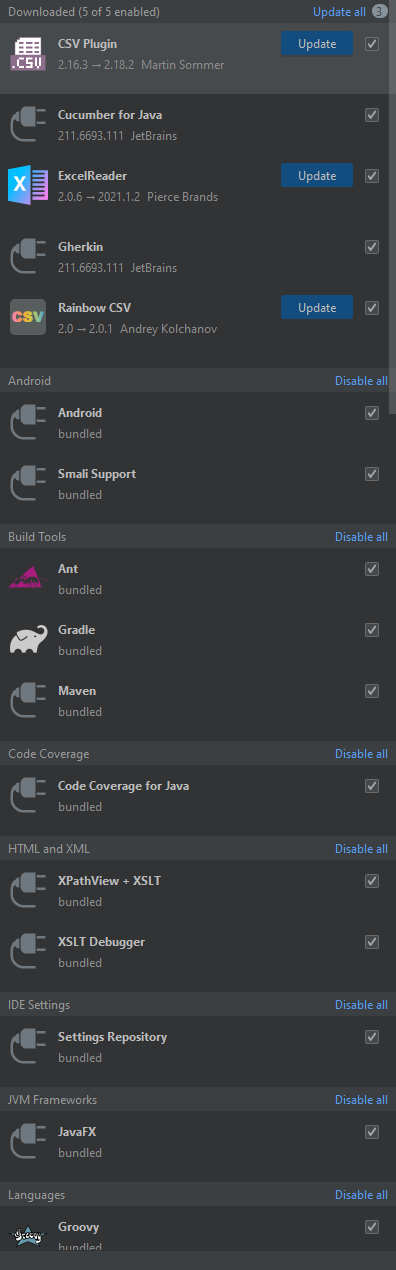 Downloaded (5 of 5 enabled) Update all 3
CSV Plugin Update
2.16.3 → 2.18.2 Martin Sommer
.CSV
Cucumber for Java
211.6693.111 JetBrains
ExcelReader Update
X
2.0.6 → 2021.1.2 Pierce Brands
Gherkin
211.6693.111 JetBrains
Rainbow CSV Update
CSV
2.0 → 2.0.1 Andrey Kolchanov
Android Disable all
Android
bundled
Smali Support
bundled
Build Tools Disable all
Ant
bundled
Gradle
bundled
Maven
bundled
Code Coverage Disable all
Code Coverage for Java
bundled
HTML and XML Disable all
XPathView + XSLT
bundled
XSLT Debugger
bundled
IDE Settings Disable all
Settings Repository
bundled
JVM Frameworks Disable all
JavaFX
bundled
Languages Disable all
Groovy
Groovy
bundled